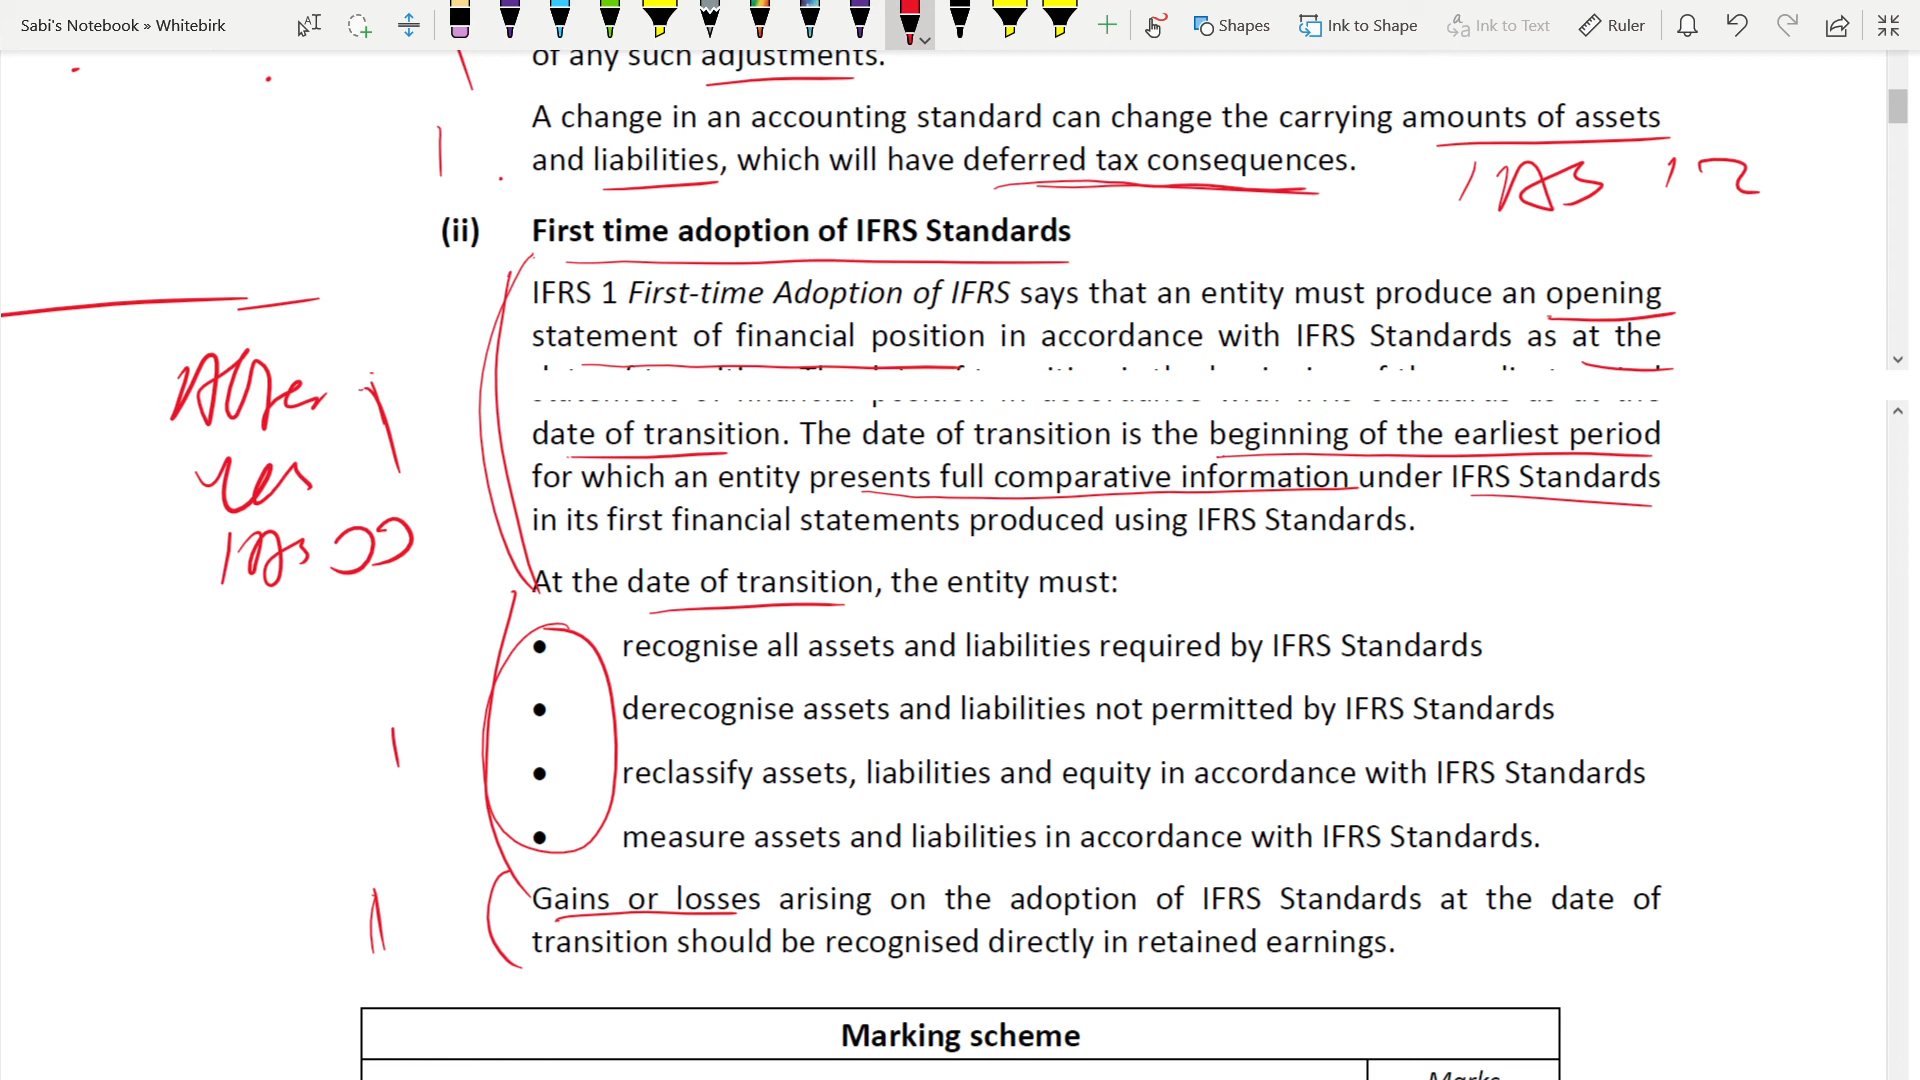 Sabi's Notebook » Whitebirk
Shapes
Ink to Shape
Ink to Text
Ruler
of any such adjustments.
A change in an accounting standard can change the carrying amounts of assets
and liabilities, which will have deferred tax consequences.
IAS 12
(ii) First time adoption of IFRS Standards
IFRS 1 First-time Adoption of IFRS says that an entity must produce an opening
statement of financial position in accordance with IFRS Standards as at the
date of transition. The date of transition is the beginning of the earliest period
for which an entity presents full comparative information under IFRS Standards
in its first financial statements produced using IFRS Standards.
At the date of transition, the entity must:
● recognise all assets and liabilities required by IFRS Standards
● derecognise assets and liabilities not permitted by IFRS Standards
● reclassify assets, liabilities and equity in accordance with IFRS Standards
● measure assets and liabilities in accordance with IFRS Standards.
Gains or losses arising on the adoption of IFRS Standards at the date of
transition should be recognised directly in retained earnings.
Marking scheme
Marks